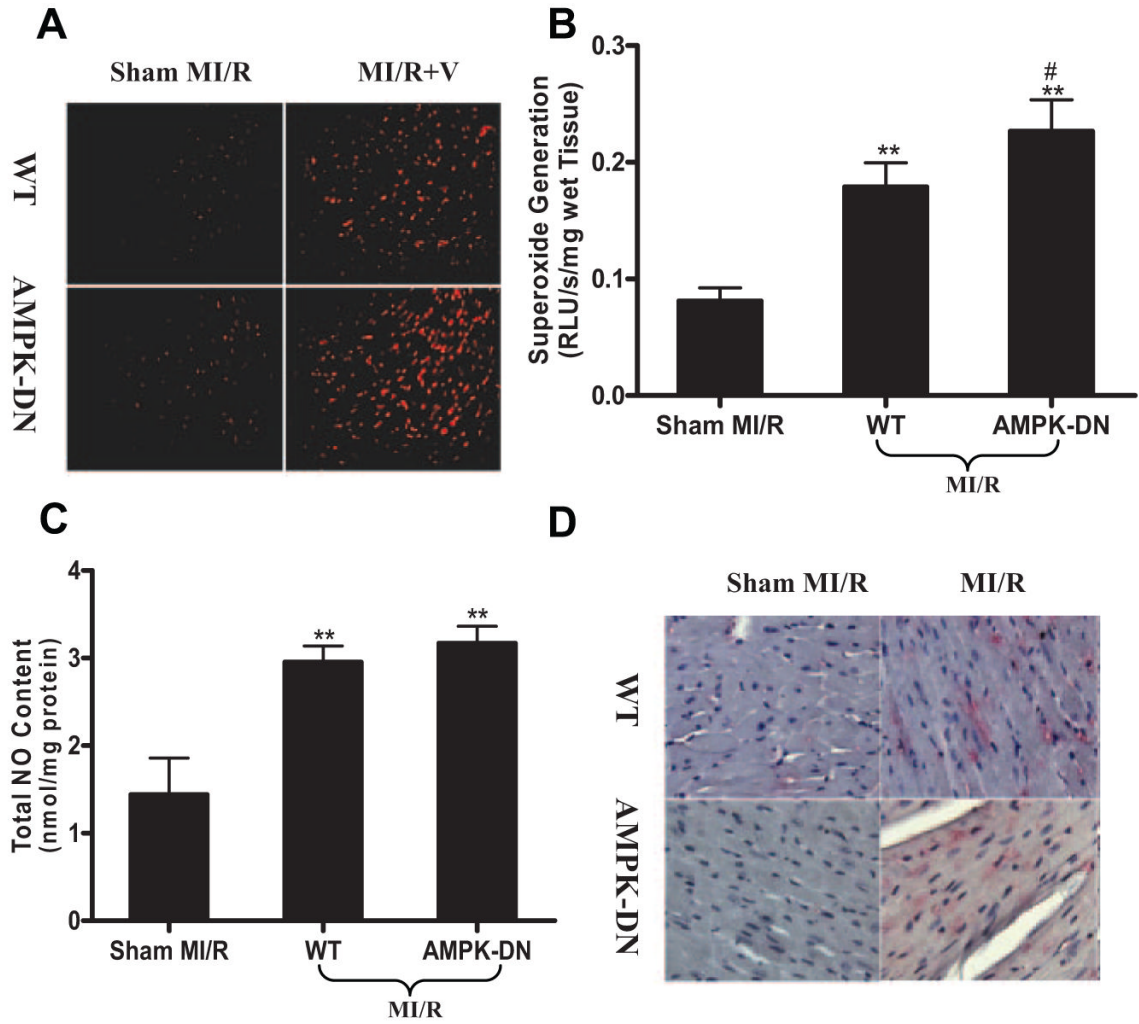 A
Sham MI/R
MI/R+V
WT
AMPK-DN
B
Superoxide Generation
(RLU/s/mg wet Tissue)
0.3
0.2
0.1
0.0
**
#
**
Sham MI/R
WT
AMPK-DN
MI/R
C
Total NO Content
(nmol/mg protein)
4
3
2
1
0
**
**
Sham MI/R
WT
AMPK-DN
MI/R
D
Sham MI/R
MI/R
WT
AMPK-DN